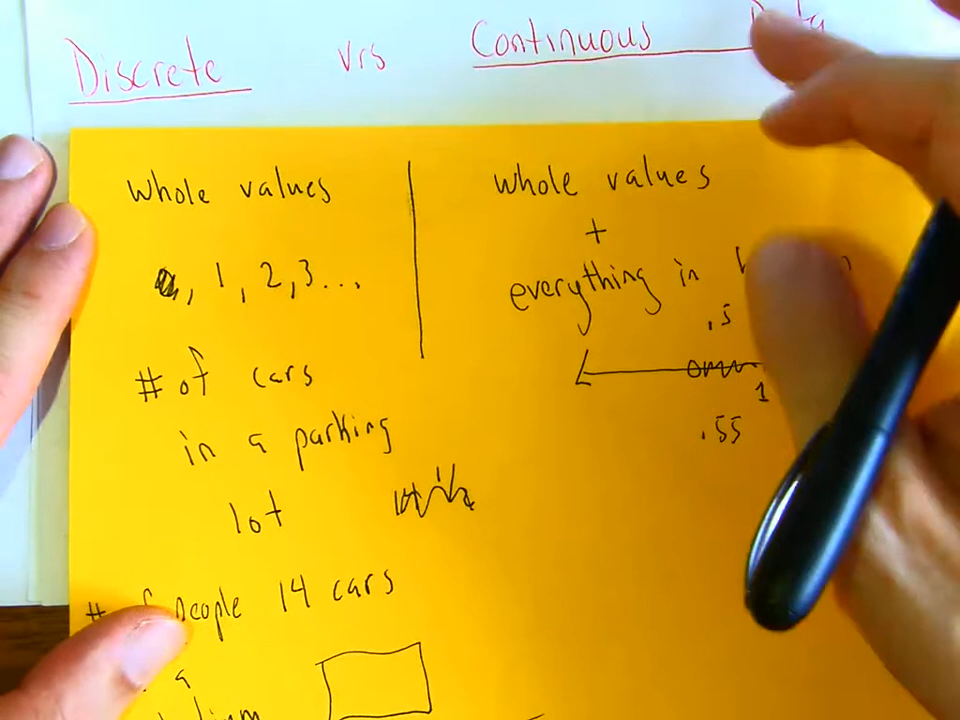 Discrete vrs Continuous
Whole values
, 1, 2, 3...
# of cars
in a parking
lot
people 14 cars
a
whole values
+
everything in
.5
1
.55